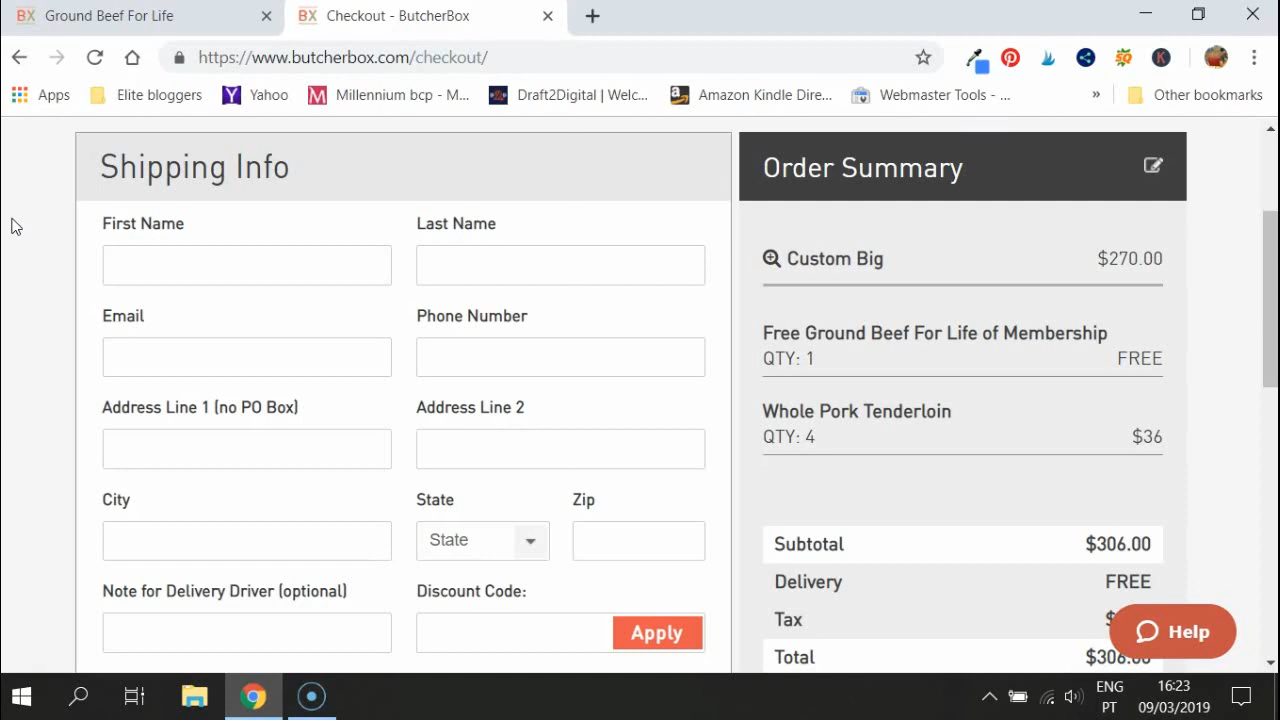 BX Ground Beef For Life
BX Checkout - ButcherBox
https://www.butcherbox.com/checkout/
Apps Elite bloggers Yahoo Millennium bcp - M... Draft2Digital | Welc... Amazon Kindle Dire... Webmaster Tools - ... » Other bookmarks
Shipping Info
First Name Last Name
Email Phone Number
Address Line 1 (no PO Box) Address Line 2
City State Zip
State
Note for Delivery Driver (optional) Discount Code:
Apply
Order Summary
Custom Big $270.00
Free Ground Beef For Life of Membership
QTY: 1 FREE
Whole Pork Tenderloin
QTY: 4 $36
Subtotal $306.00
Delivery FREE
Tax
Total
Help
ENG 16:23
PT 09/03/2019